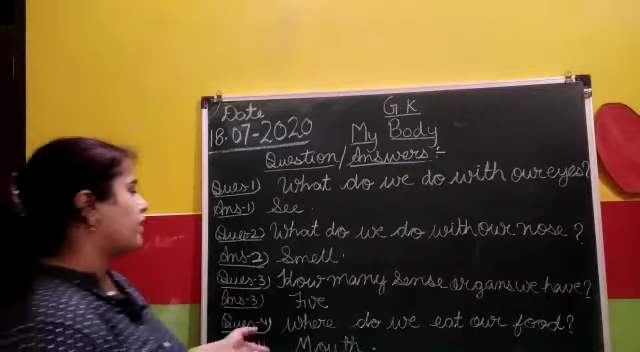 Date
G.K
18.07-2020
My Body
Question/Answers:-
Ques-1) What do we do with our eyes?
Ans-1) See.
Ques-2) What do we do with our nose?
Ans-2) Smell.
Ques-3) How many sense organs we have?
Ans-3) Five
Ques-4) Where do we eat our food?
Mouth.